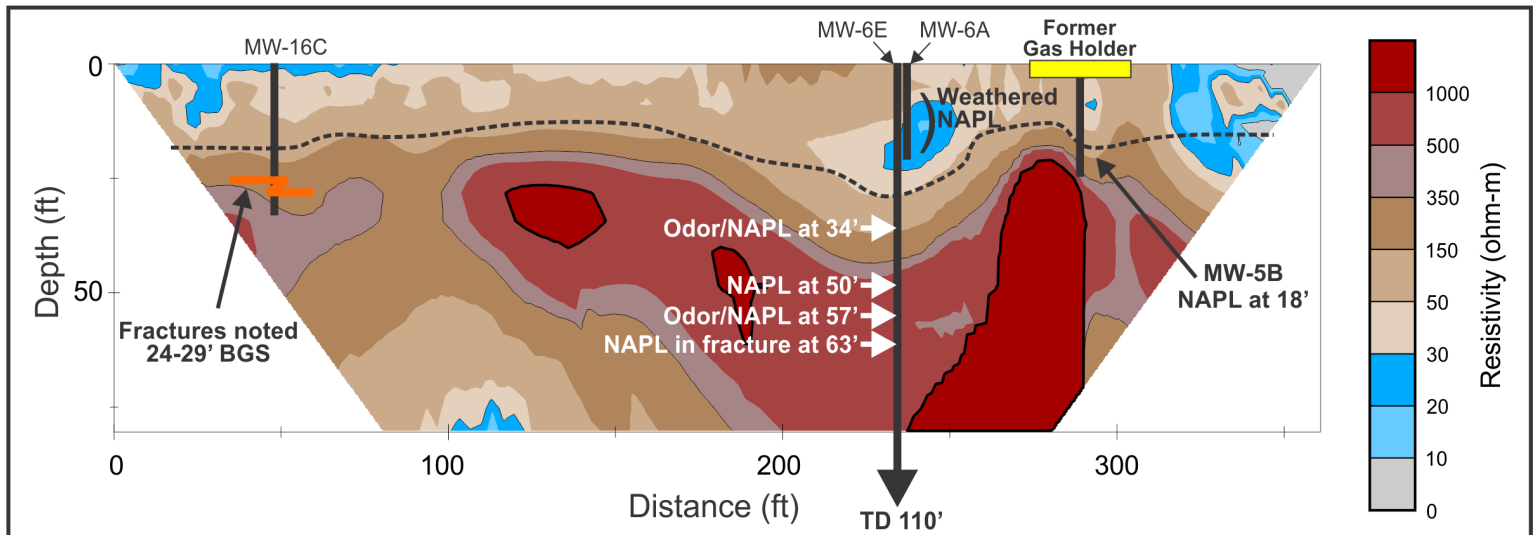 MW-6E
MW-6A
Former
Gas Holder
MW-16C
0
Weathered
NAPL
1000
500
350
150
50
30
20
10
0
Resistivity (ohm-m)
Depth (ft)
50
Odor/NAPL at 34’
NAPL at 50’
Odor/NAPL at 57’
NAPL in fracture at 63’
MW-5B
NAPL at 18’
Fractures noted
24-29’ BGS
0
100
200
300
Distance (ft)
TD 110’